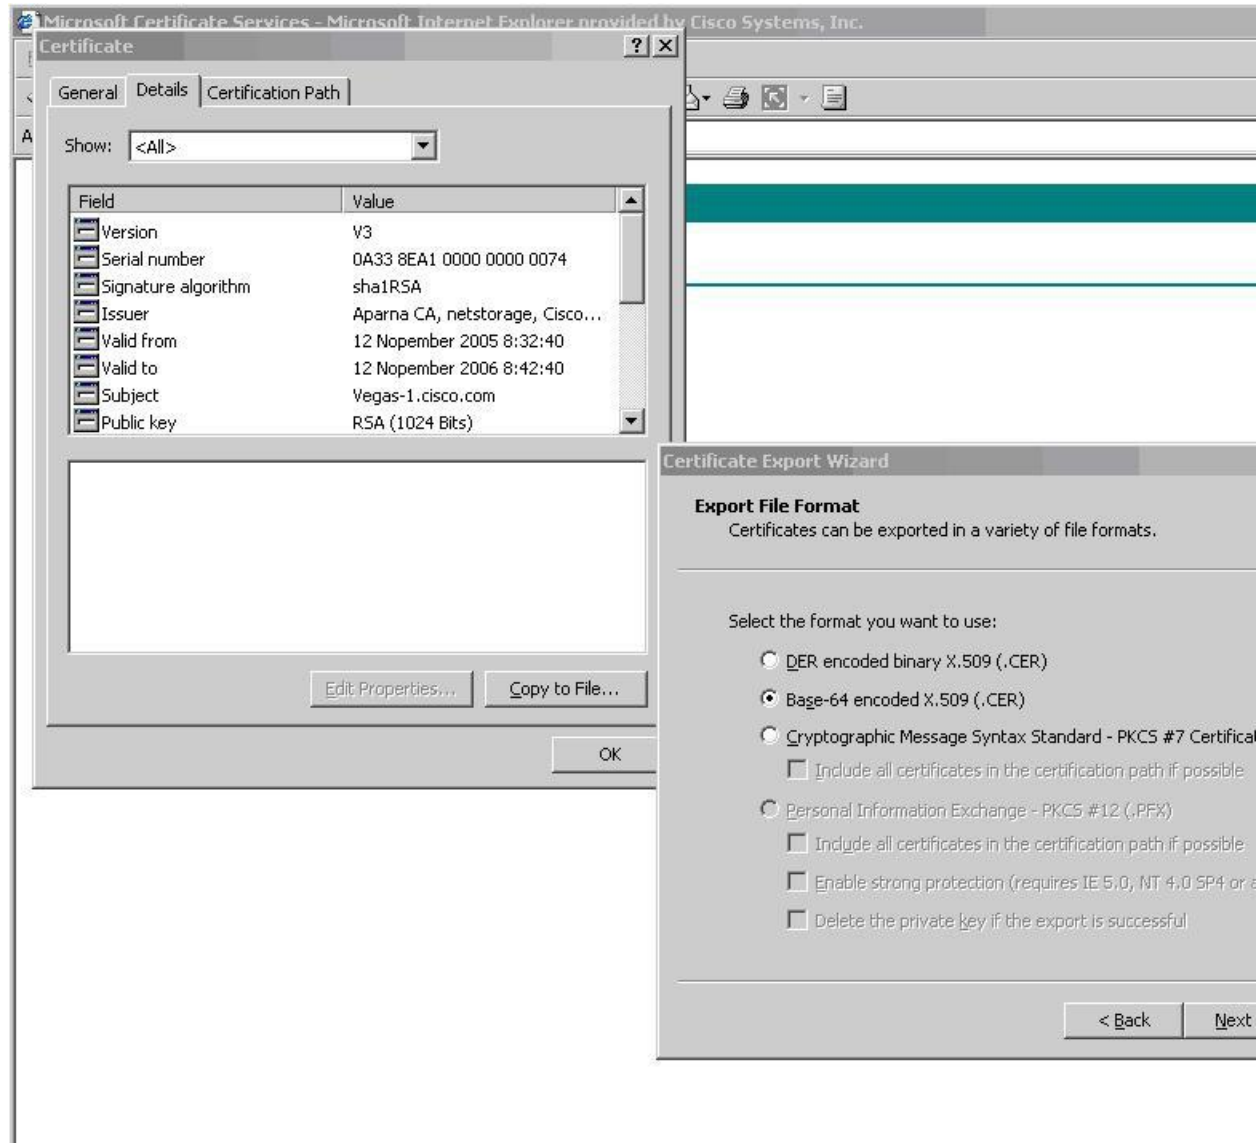 Microsoft Certificate Services - Microsoft Internet Explorer provided by Cisco Systems, Inc.
Certificate
General Details Certification Path
A
Show: <All>
Field Value
Version V3
Serial number 0A33 8EA1 0000 0000 0074
Signature algorithm sha1RSA
Issuer Aparna CA, netstorage, Cisco...
Valid from 12 Nopember 2005 8:32:40
Valid to 12 Nopember 2006 8:42:40
Subject Vegas-1.cisco.com
Public key RSA (1024 Bits)
Edit Properties... Copy to File...
OK
Certificate Export Wizard
Export File Format
Certificates can be exported in a variety of file formats.
Select the format you want to use:
DER encoded binary X.509 (.CER)
Base-64 encoded X.509 (.CER)
Cryptographic Message Syntax Standard - PKCS #7 Certificat
Include all certificates in the certification path if possible
Personal Information Exchange - PKCS #12 (.PFX)
Include all certificates in the certification path if possible
Enable strong protection (requires IE 5.0, NT 4.0 SP4 or a
Delete the private key if the export is successful
< Back Next